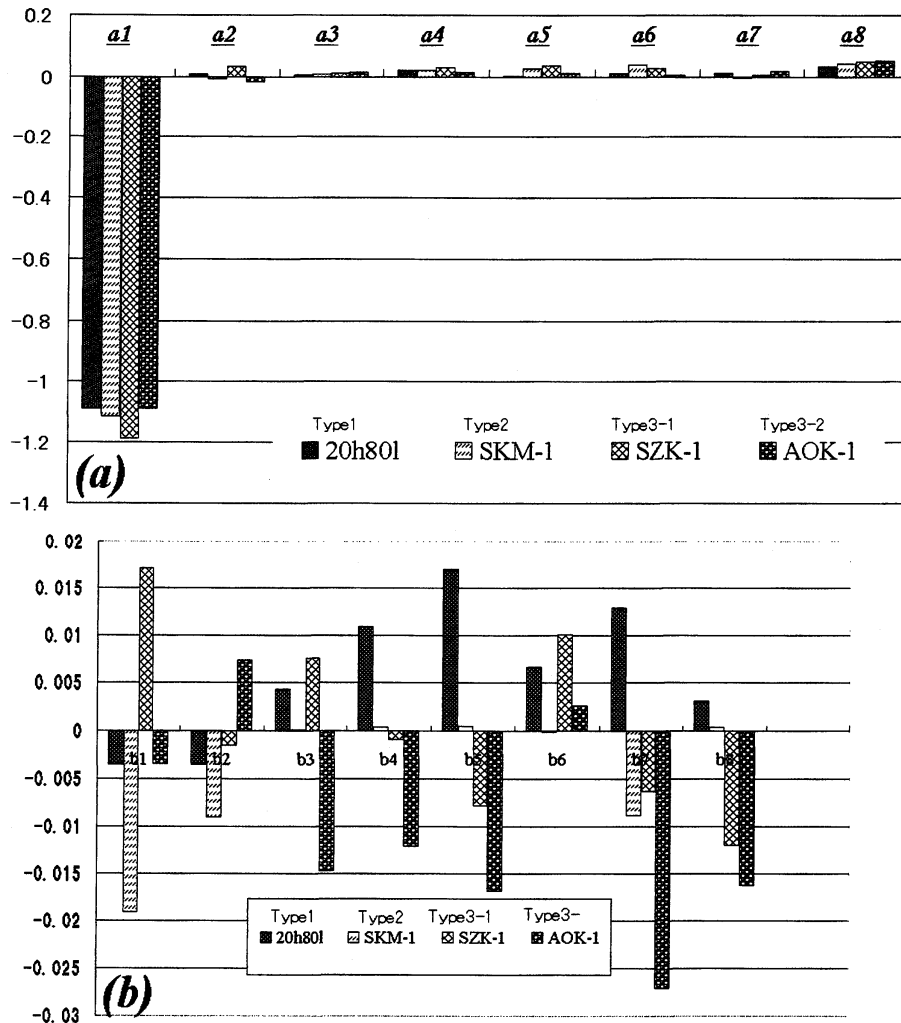 0.2
a1 a2 a3 a4 a5 a6 a7 a8
0
-0.2
-0.4
-0.6
-0.8
-1
-1.2
-1.4
Type1 Type2 Type3-1 Type3-2
20h80l SKM-1 SZK-1 AOK-1
(a)
0.02
0.015
0.01
0.005
0
b1 b2 b3 b4 b5 b6 b7 b8
-0.005
-0.01
-0.015
-0.02
-0.025
-0.03
Type1 Type2 Type3-1 Type3-
20h80l SKM-1 SZK-1 AOK-1
(b)